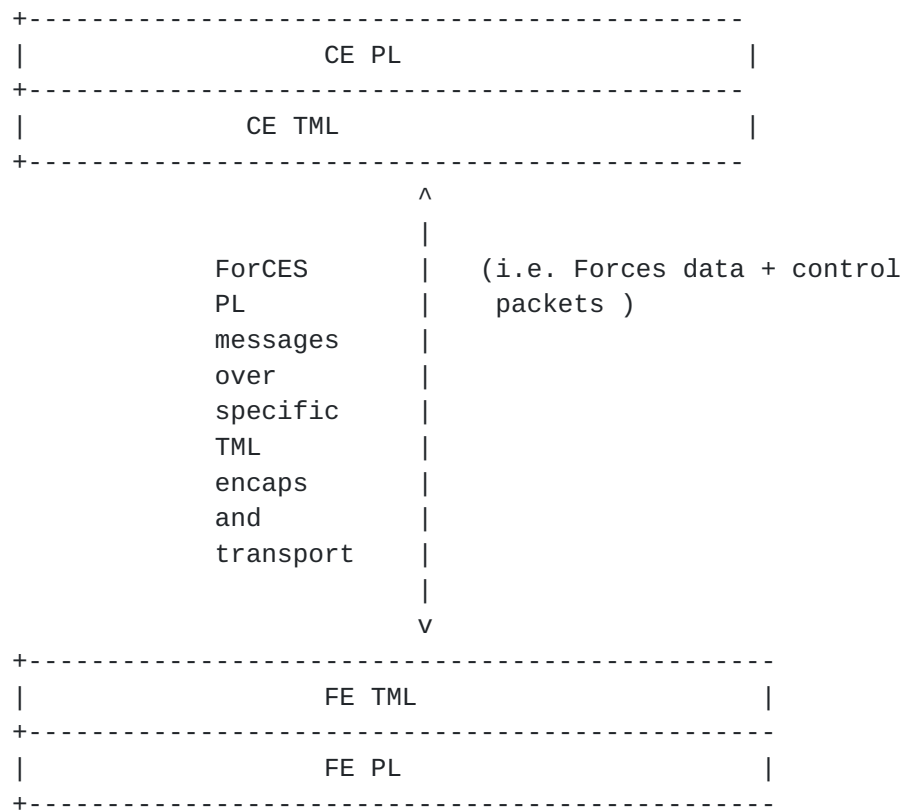 +----------------------------------------------
|                   CE PL                      |
+----------------------------------------------
|              CE TML                          |
+----------------------------------------------
                          ^
                          |
             ForCES       |   (i.e. Forces data + control
             PL           |    packets )
             messages     |
             over         |
             specific     |
             TML          |
             encaps       |
             and          |
             transport    |
                          |
                          v
+------------------------------------------------
|                   FE TML                      |
+------------------------------------------------
|                   FE PL                       |
+------------------------------------------------